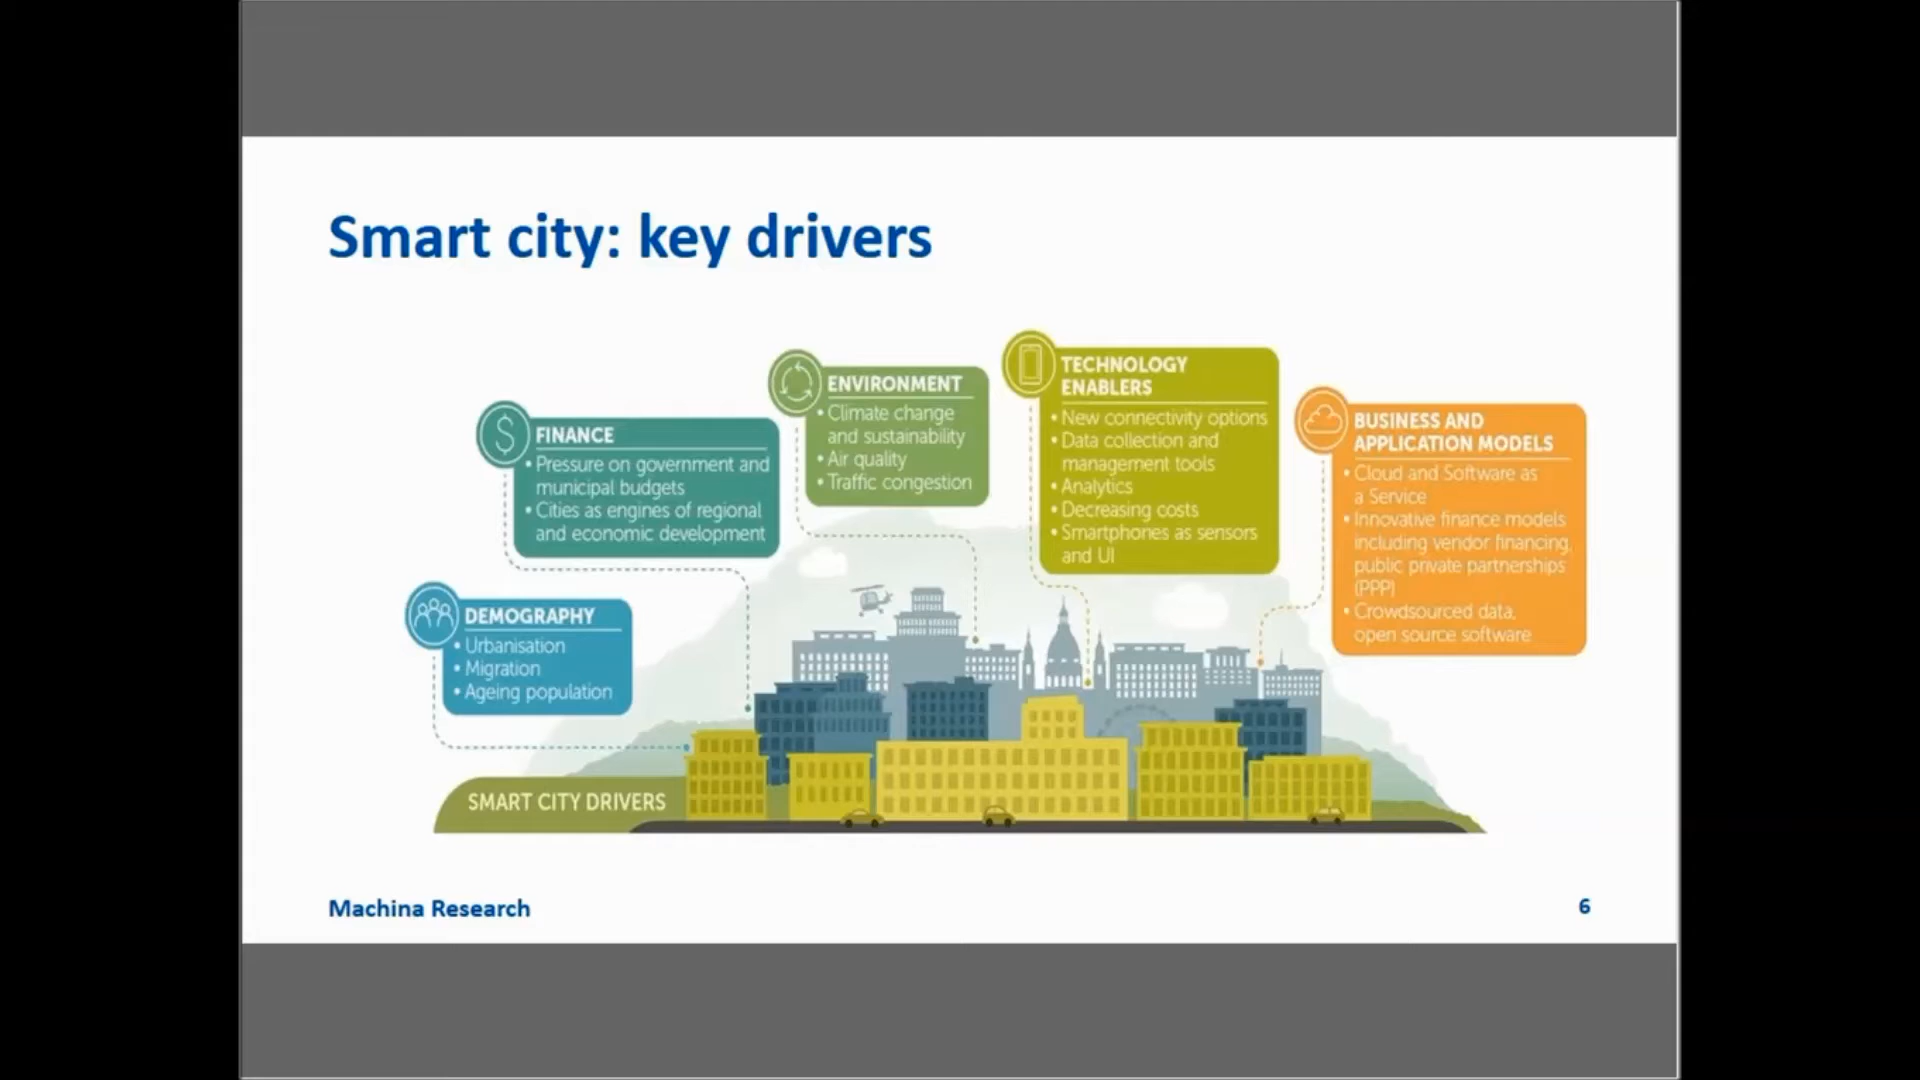 Smart city: key drivers
DEMOGRAPHY
• Urbanisation
• Migration
• Ageing population
FINANCE
• Pressure on government and
municipal budgets
• Cities as engines of regional
and economic development
ENVIRONMENT
• Climate change
and sustainability
• Air quality
• Traffic congestion
TECHNOLOGY
ENABLERS
• New connectivity options
• Data collection and
management tools
• Analytics
• Decreasing costs
• Smartphones as sensors
and UI
BUSINESS AND
APPLICATION MODELS
• Cloud and Software as
a Service
• Innovative finance models
including vendor financing,
public private partnerships
(PPP)
• Crowdsourced data,
open source software
SMART CITY DRIVERS
Machina Research
6